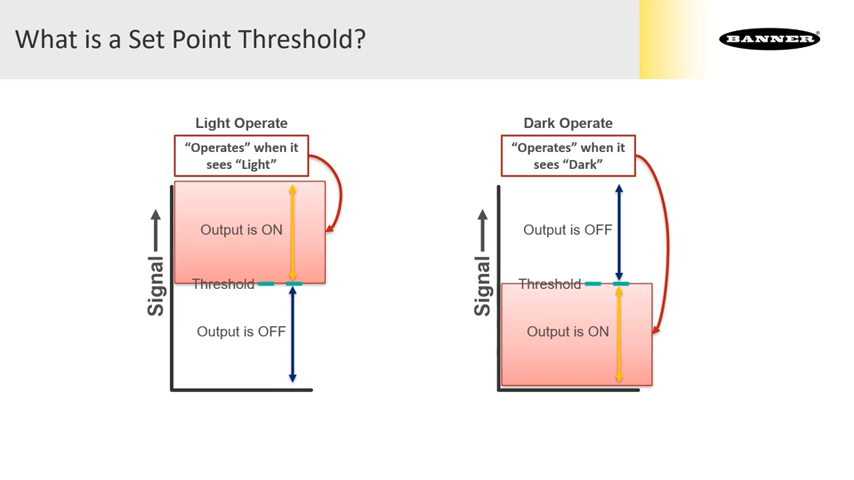 What is a Set Point Threshold?
BANNER®
Light Operate
“Operates” when it
sees “Light”
Output is ON
Threshold
Output is OFF
Signal
Dark Operate
“Operates” when it
sees “Dark”
Output is OFF
Threshold
Output is ON
Signal